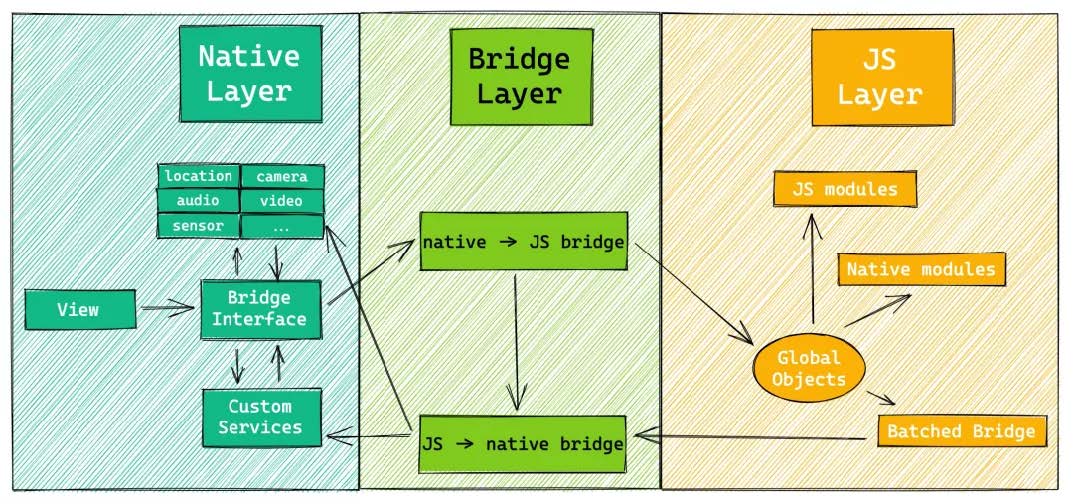 Native
Layer
Bridge
Layer
JS
Layer
location
camera
audio
video
sensor
...
View
Bridge
Interface
Custom
Services
native → JS bridge
JS → native bridge
JS modules
Native modules
Global
Objects
Batched Bridge